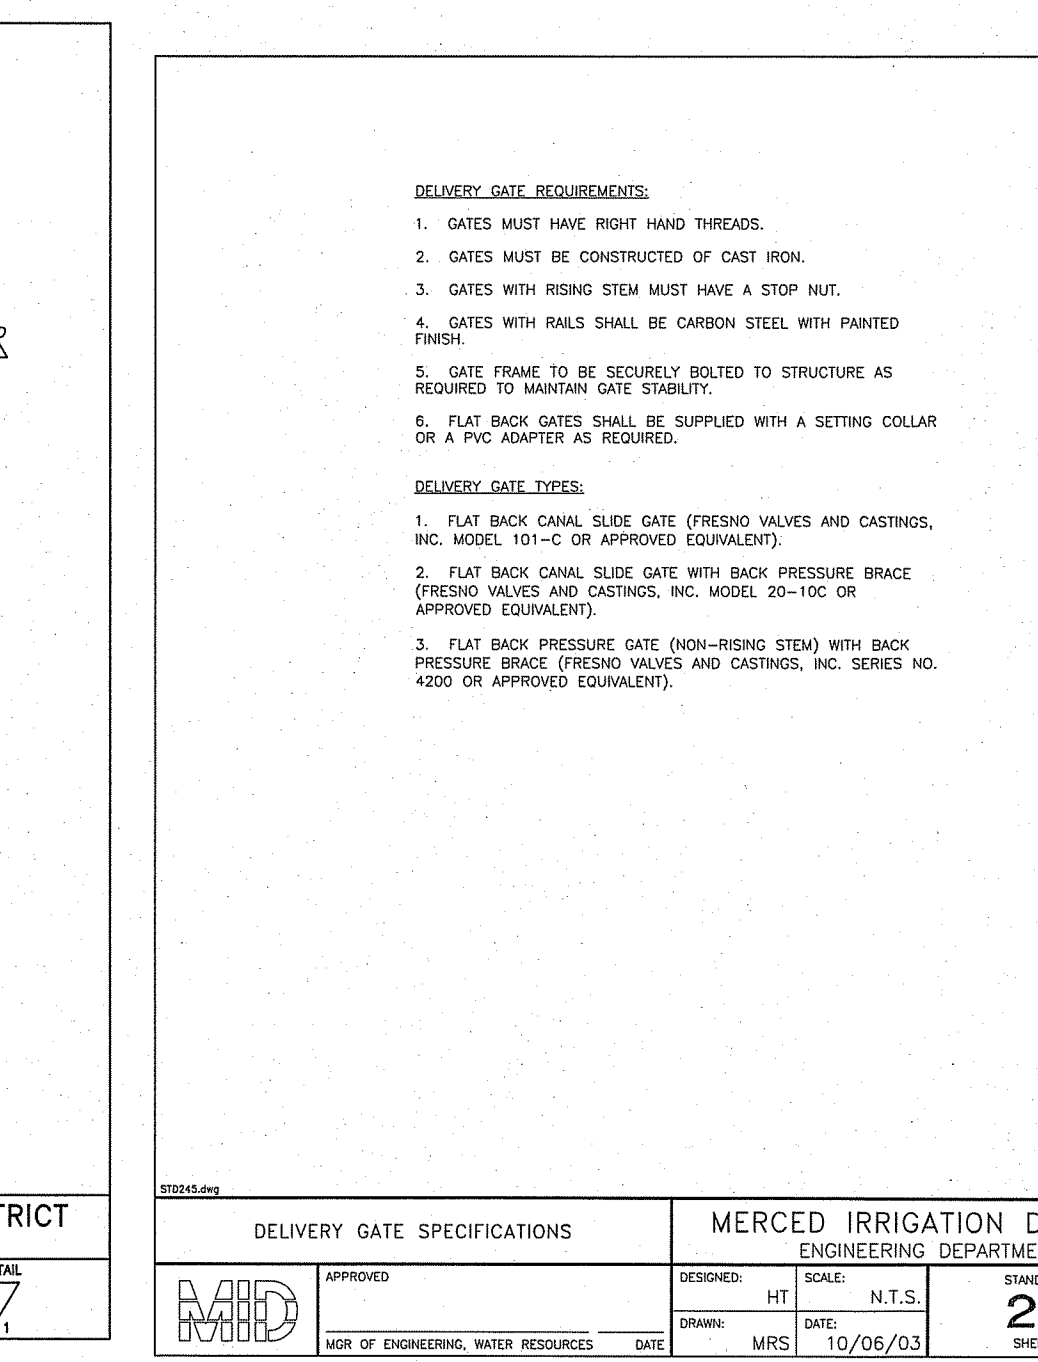 DELIVERY GATE REQUIREMENTS:
1. GATES MUST HAVE RIGHT HAND THREADS.
2. GATES MUST BE CONSTRUCTED OF CAST IRON.
3. GATES WITH RISING STEM MUST HAVE A STOP NUT.
4. GATES WITH RAILS SHALL BE CARBON STEEL WITH PAINTED
FINISH.
5. GATE FRAME TO BE SECURELY BOLTED TO STRUCTURE AS
REQUIRED TO MAINTAIN GATE STABILITY.
6. FLAT BACK GATES SHALL BE SUPPLIED WITH A SETTING COLLAR
OR A PVC ADAPTER AS REQUIRED.
DELIVERY GATE TYPES:
1. FLAT BACK CANAL SLIDE GATE (FRESNO VALVES AND CASTINGS,
INC. MODEL 101-C OR APPROVED EQUIVALENT).
2. FLAT BACK CANAL SLIDE GATE WITH BACK PRESSURE BRACE
(FRESNO VALVES AND CASTINGS, INC. MODEL 20-10C OR
APPROVED EQUIVALENT).
3. FLAT BACK PRESSURE GATE (NON-RISING STEM) WITH BACK
PRESSURE BRACE (FRESNO VALVES AND CASTINGS, INC. SERIES NO.
4200 OR APPROVED EQUIVALENT).
STD245.dwg
TRICT
TAIL
1
DELIVERY GATE SPECIFICATIONS
MERCED IRRIGATION D
ENGINEERING DEPARTME
MID
APPROVED
MGR OF ENGINEERING, WATER RESOURCES DATE
DESIGNED: HT
SCALE: N.T.S.
DRAWN: MRS
DATE: 10/06/03
STAND
2
SHE